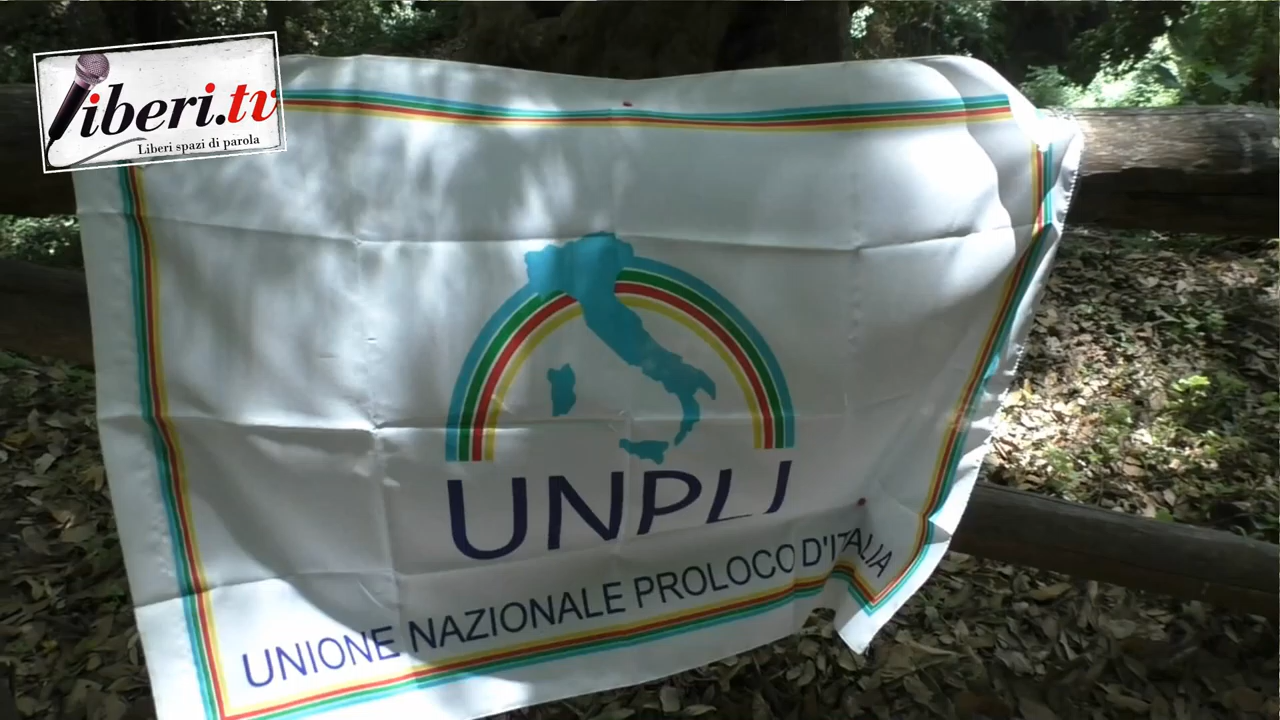 Liberi.tv
Liberi spazi di parola
UNPLI
UNIONE NAZIONALE PROLOCO D'ITALIA